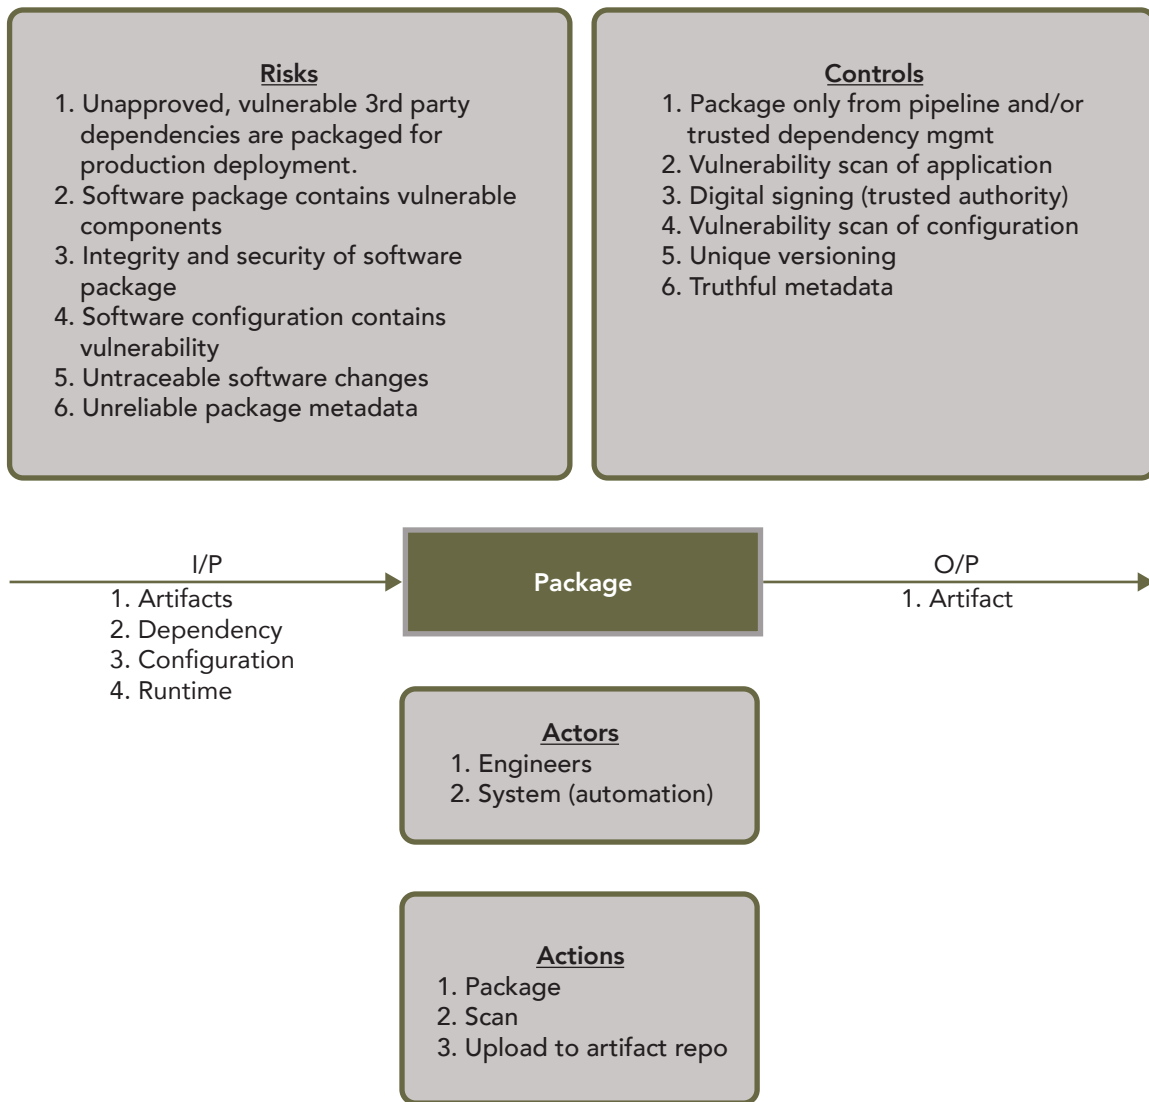 Risks
1. Unapproved, vulnerable 3rd party
dependencies are packaged for
production deployment.
2. Software package contains vulnerable
components
3. Integrity and security of software
package
4. Software configuration contains
vulnerability
5. Untraceable software changes
6. Unreliable package metadata
Controls
1. Package only from pipeline and/or
trusted dependency mgmt
2. Vulnerability scan of application
3. Digital signing (trusted authority)
4. Vulnerability scan of configuration
5. Unique versioning
6. Truthful metadata
I/P
1. Artifacts
2. Dependency
3. Configuration
4. Runtime
Package
O/P
1. Artifact
Actors
1. Engineers
2. System (automation)
Actions
1. Package
2. Scan
3. Upload to artifact repo